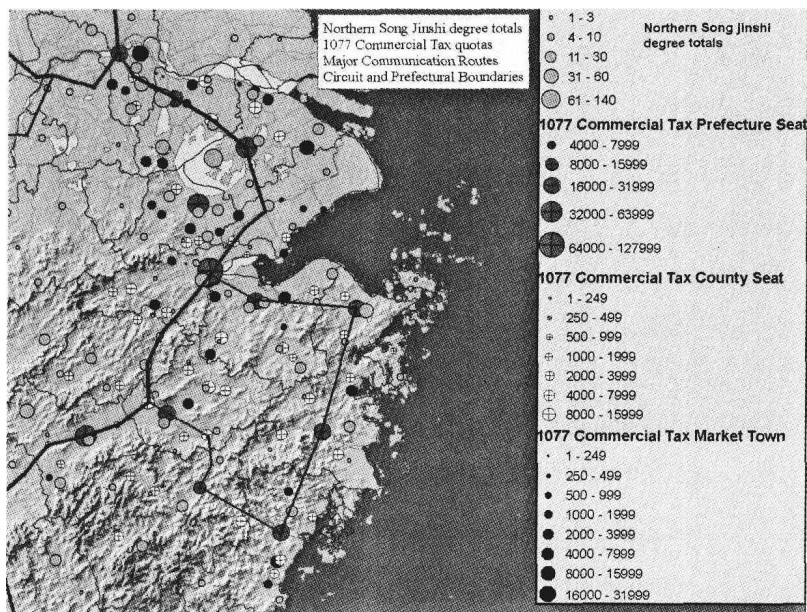 Northern Song Jinshi degree totals
1077 Commercial Tax quotas
Major Communication Routes
Circuit and Prefectural Boundaries
1 - 3
4 - 10
11 - 30
31 - 60
61 - 140
Northern Song jinshi
degree totals
1077 Commercial Tax Prefecture Seat
4000 - 7999
8000 - 15999
16000 - 31999
32000 - 63999
64000 - 127999
1077 Commercial Tax County Seat
1 - 249
250 - 499
500 - 999
1000 - 1999
2000 - 3999
4000 - 7999
8000 - 15999
1077 Commercial Tax Market Town
1 - 249
250 - 499
500 - 999
1000 - 1999
2000 - 3999
4000 - 7999
8000 - 15999
16000 - 31999